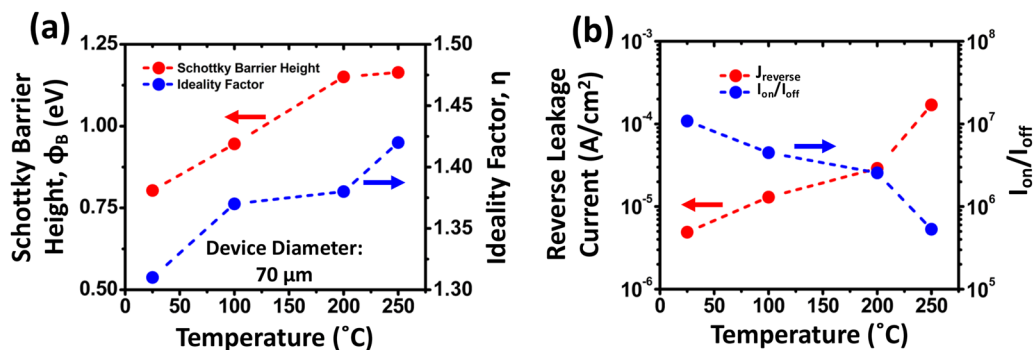 (a)
1.25
1.00
0.75
0.50
Schottky Barrier
Height, ϕB (eV)
Schottky Barrier Height
Ideality Factor
Device Diameter:
70 μm
1.50
1.45
1.40
1.35
1.30
Ideality Factor, η
0 50 100 150 200 250
Temperature (˚C)
(b)
10⁻³
10⁻⁴
10⁻⁵
10⁻⁶
Reverse Leakage
Current (A/cm²)
Jreverse
Ion/Ioff
10⁸
10⁷
10⁶
10⁵
Ion/Ioff
0 50 100 150 200 250
Temperature (˚C)